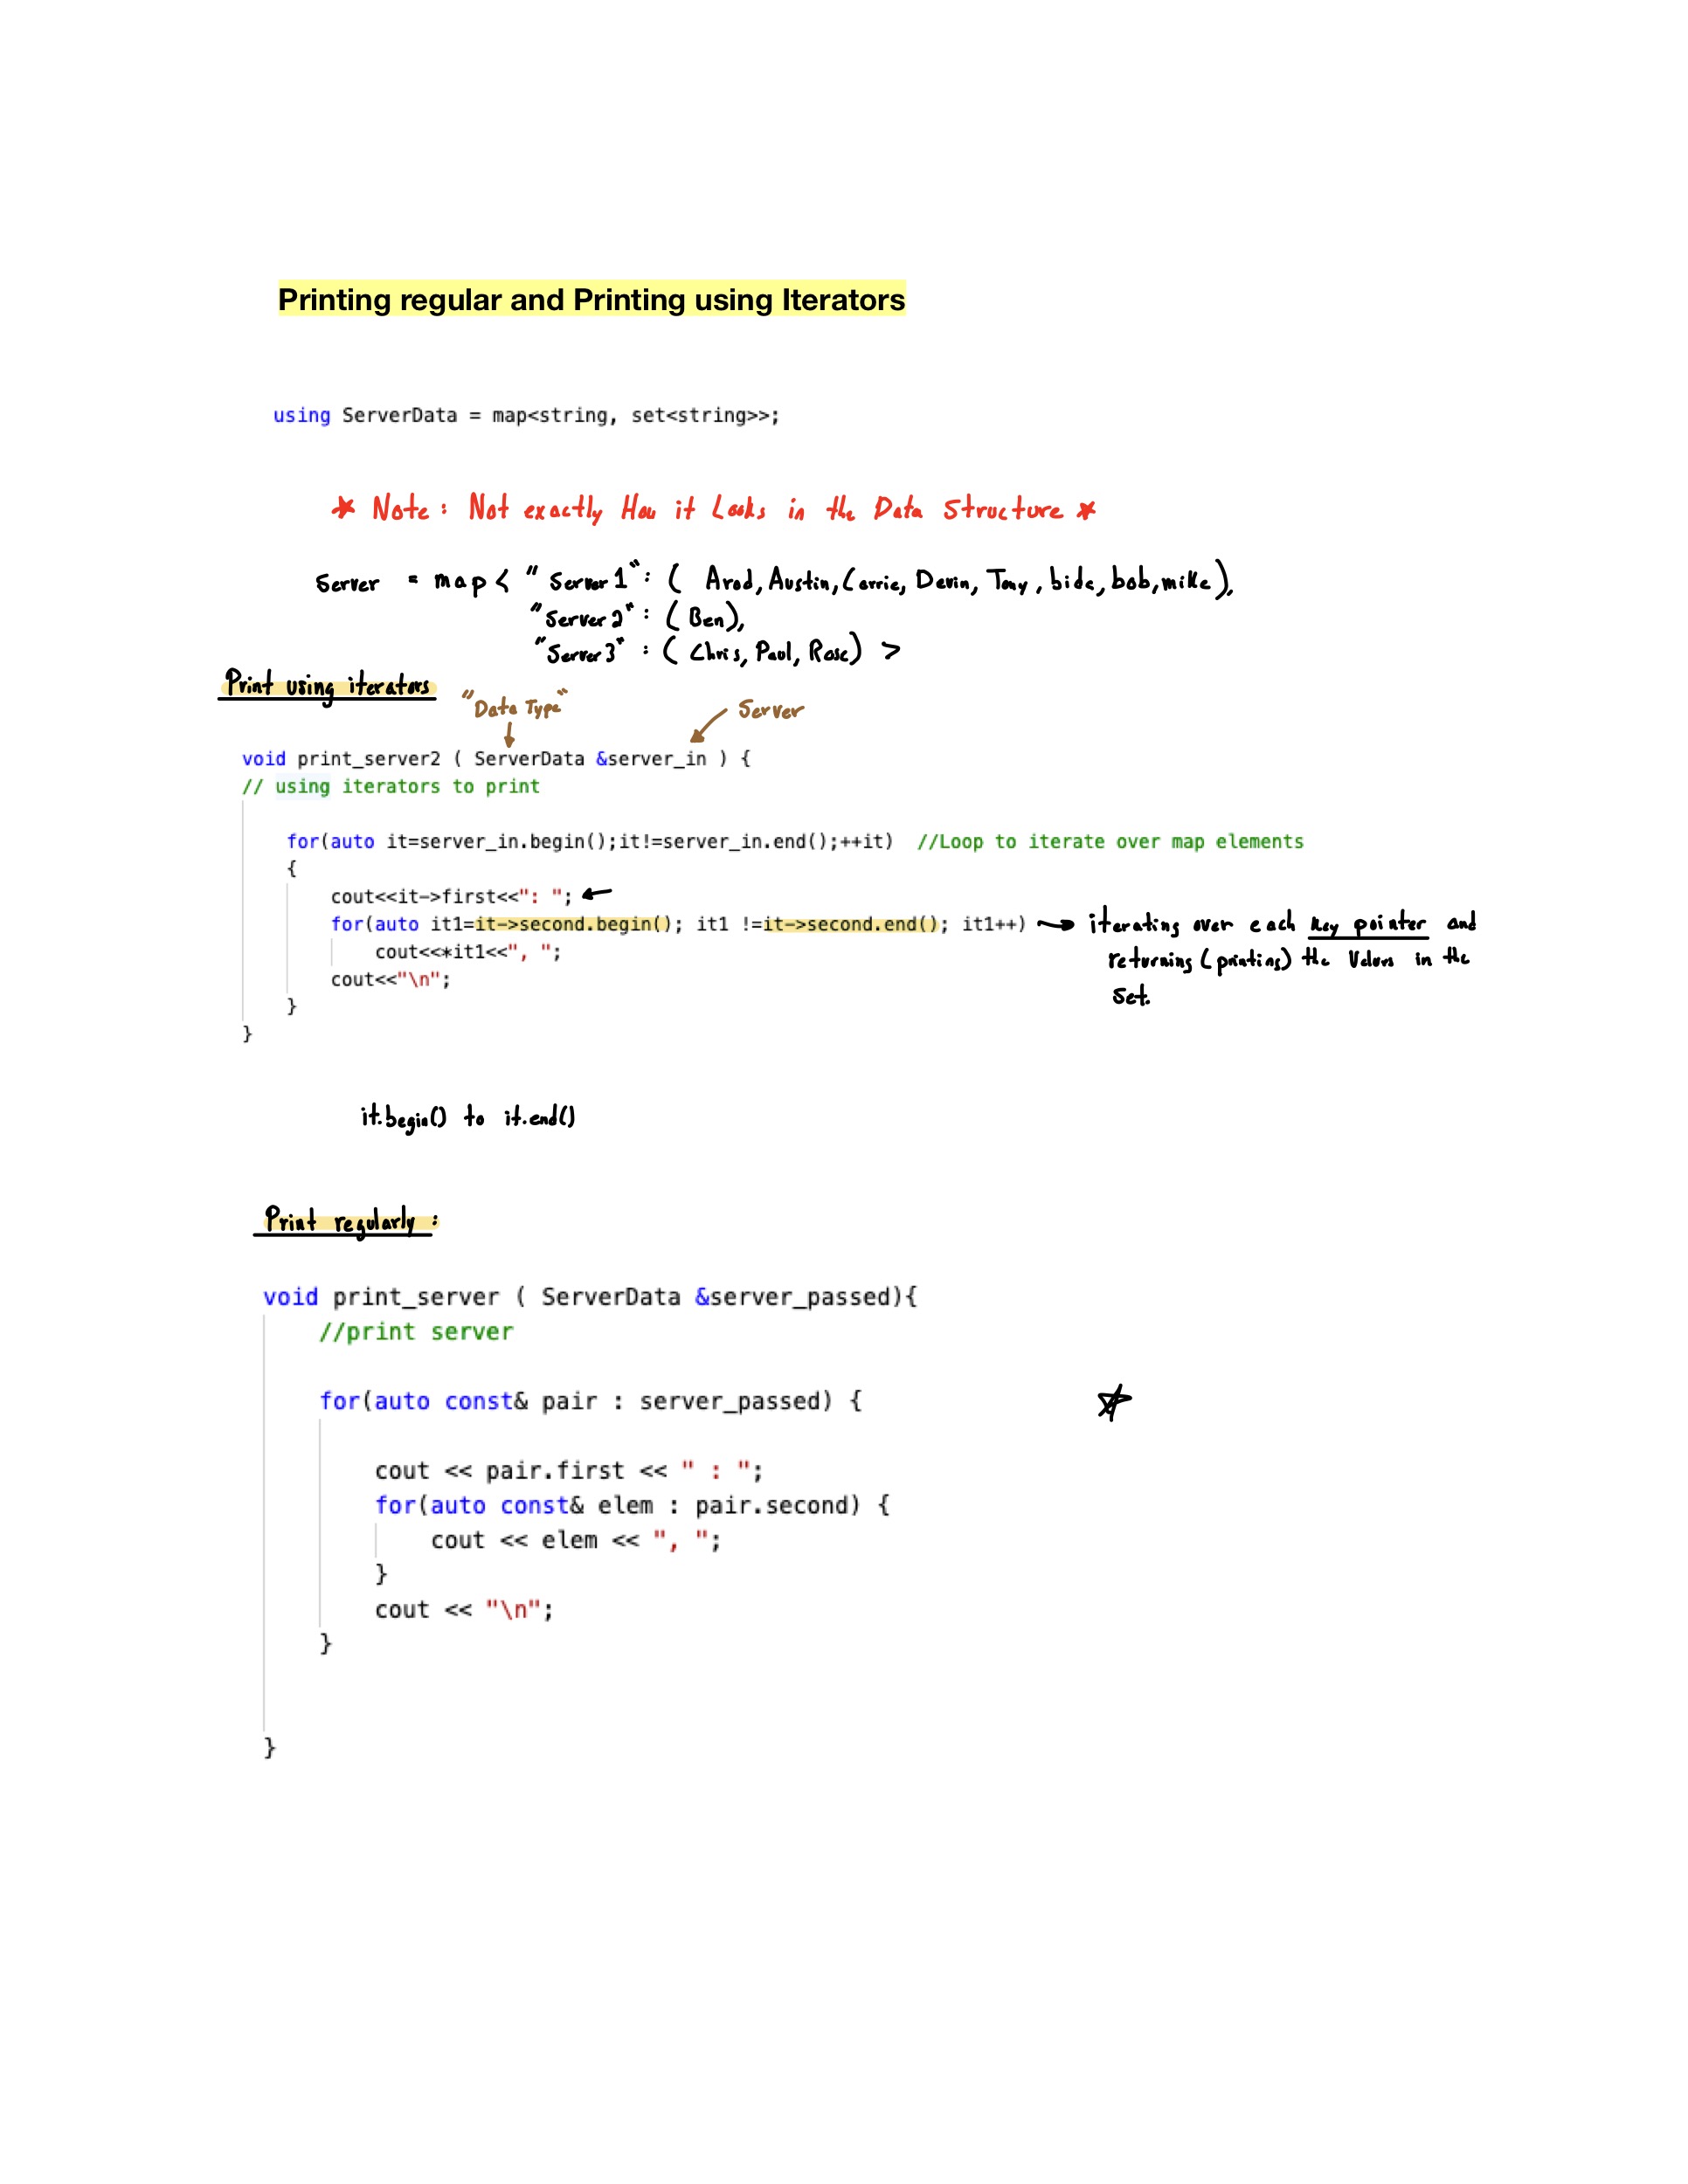 Printing regular and Printing using Iterators
using ServerData = map<string, set<string>>;
* Note: Not exactly How it Looks in the Data Structure *
Server = map < "Server1": ( Arod, Austin, Carrie, Devin, Tony, bide, bob, mike),
"Server2": (Ben),
"Server3" : ( Chris, Paul, Rose) >
Print using iterators
"Data Type"
Server
void print_server2 ( ServerData &server_in ) {
// using iterators to print
for(auto it=server_in.begin();it!=server_in.end();++it)  //Loop to iterate over map elements
{
cout<<it->first<<": ";
for(auto it1=it->second.begin(); it1 !=it->second.end(); it1++)
iterating over each key pointer and
cout<<*it1<<", ";
returning (printing) the Values in the
cout<<"\n";
set.
}
}
it.begin() to it.end()
Print regularly :
void print_server ( ServerData &server_passed){
//print server
for(auto const& pair : server_passed) {
cout << pair.first << " : ";
for(auto const& elem : pair.second) {
cout << elem << ", ";
}
cout << "\n";
}
}